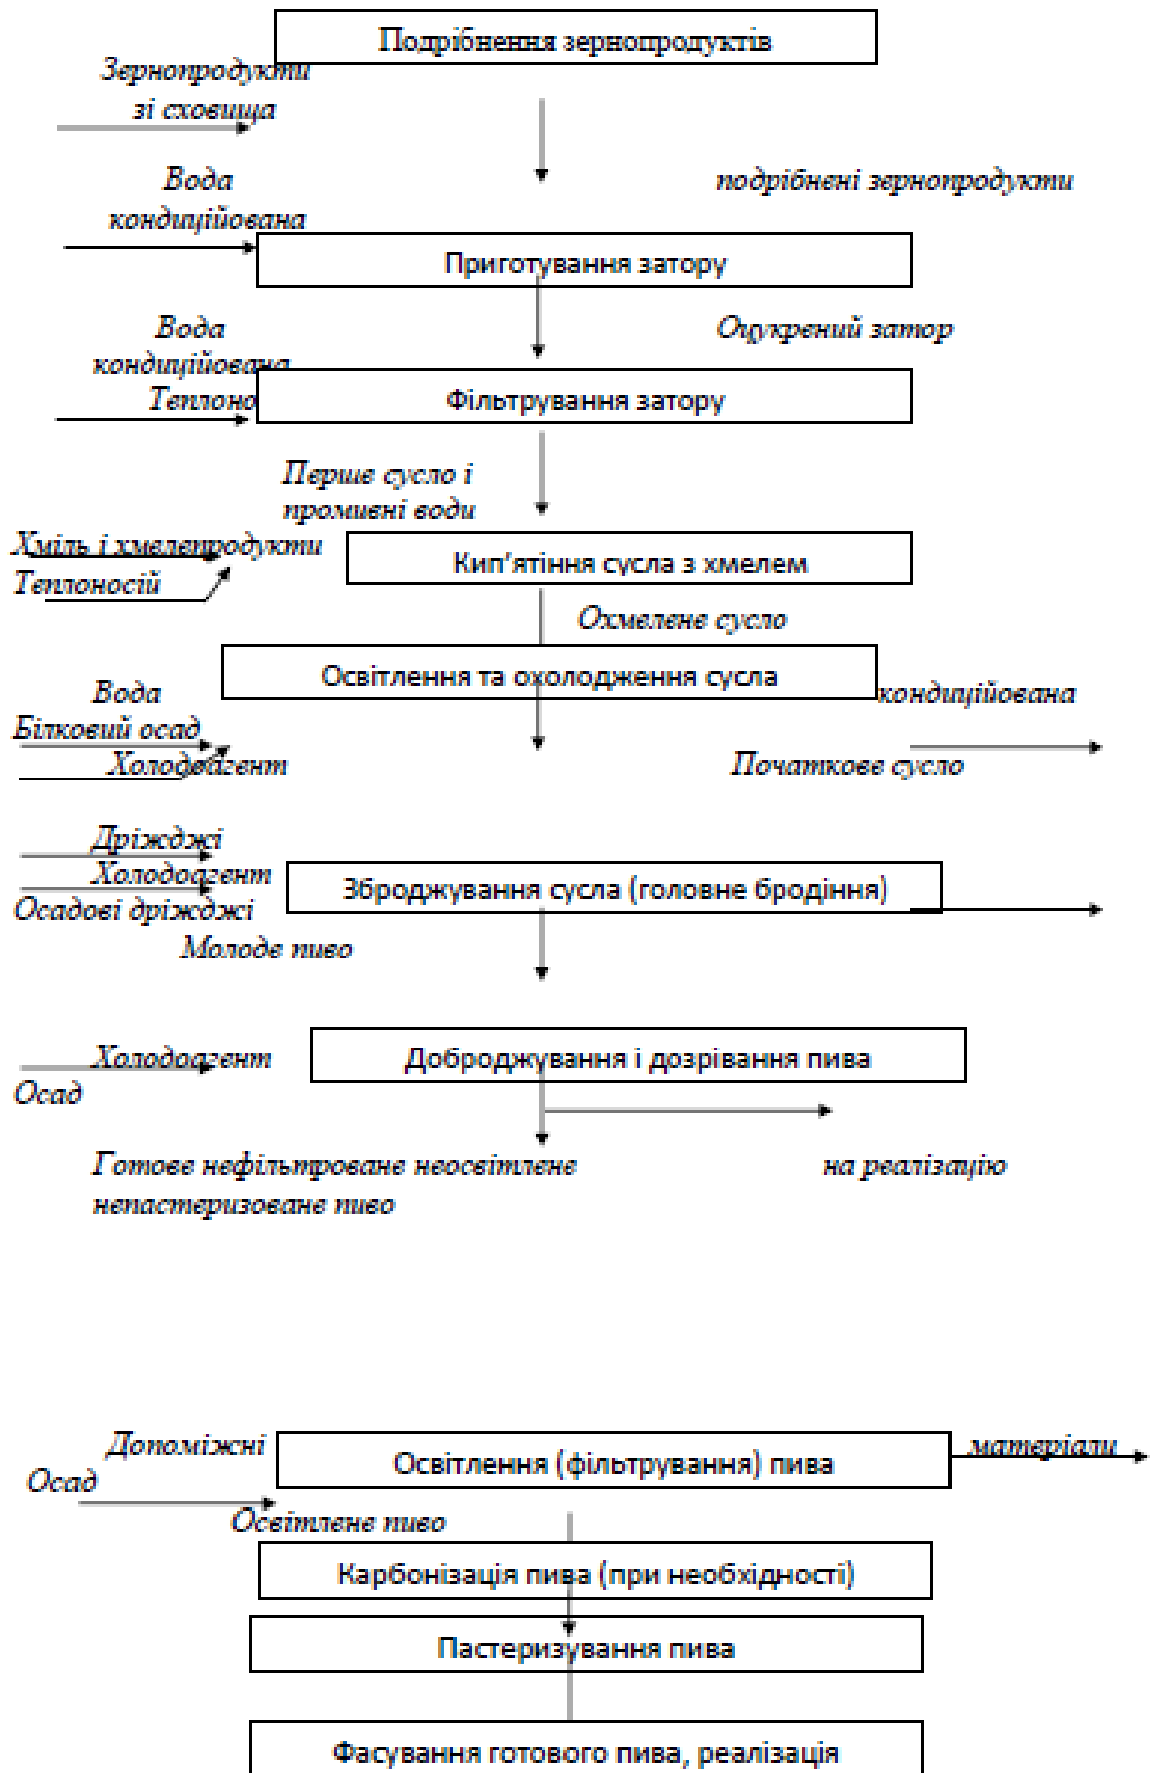 Подрібнення зернопродуктів
Зернопродукти
зі сховища
Вода
подрібнені зернопродукти
кондиційована
Приготування затору
Вода
Оцукрений затор
кондиційована
Теплоно
Фільтрування затору
Перше сусло і
промивні води
Хміль і хмелепродукти
Кип'ятіння сусла з хмелем
Теплоносій
Охмелене сусло
Освітлення та охолодження сусла
Вода
кондиційована
Білковий осад
Холодоагент
Початкове сусло
Дріжджі
Холодоагент
Зброджування сусла (головне бродіння)
Осадові дріжджі
Молоде пиво
Холодоагент
Доброджування і дозрівання пива
Осад
Готове нефільтроване неосвітлене
на реалізацію
непастеризоване пиво
Допоміжні
матеріали
Освітлення (фільтрування) пива
Осад
Освітлене пиво
Карбонізація пива (при необхідності)
Пастеризування пива
Фасування готового пива, реалізація